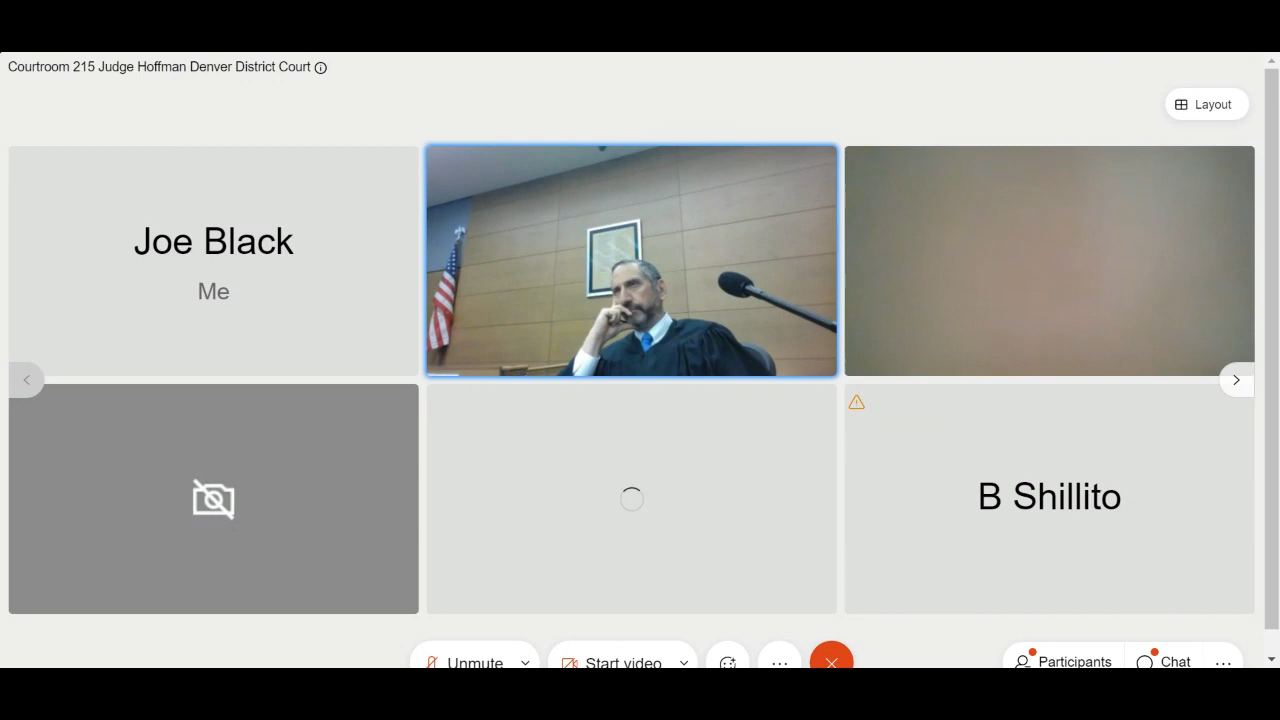 Courtroom 215 Judge Hoffman Denver District Court
Layout
Joe Black
Me
B Shillito
Unmute
Start video
Participants
Chat